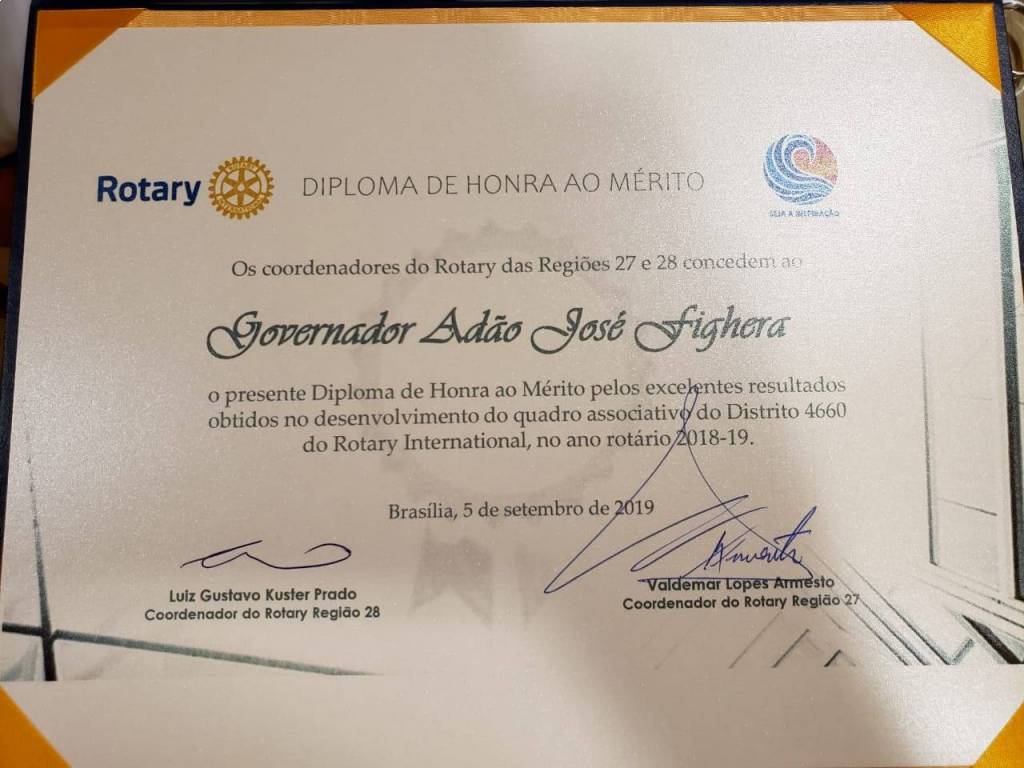 Rotary
DIPLOMA DE HONRA AO MÉRITO
SEJA A INSPIRAÇÃO
Os coordenadores do Rotary das Regiões 27 e 28 concedem ao
Governador Adão José Fighera
o presente Diploma de Honra ao Mérito pelos excelentes resultados
obtidos no desenvolvimento do quadro associativo do Distrito 4660
do Rotary International, no ano rotário 2018-19.
Brasília, 5 de setembro de 2019
Luiz Gustavo Kuster Prado
Coordenador do Rotary Região 28
Valdemar Lopes Armesto
Coordenador do Rotary Região 27